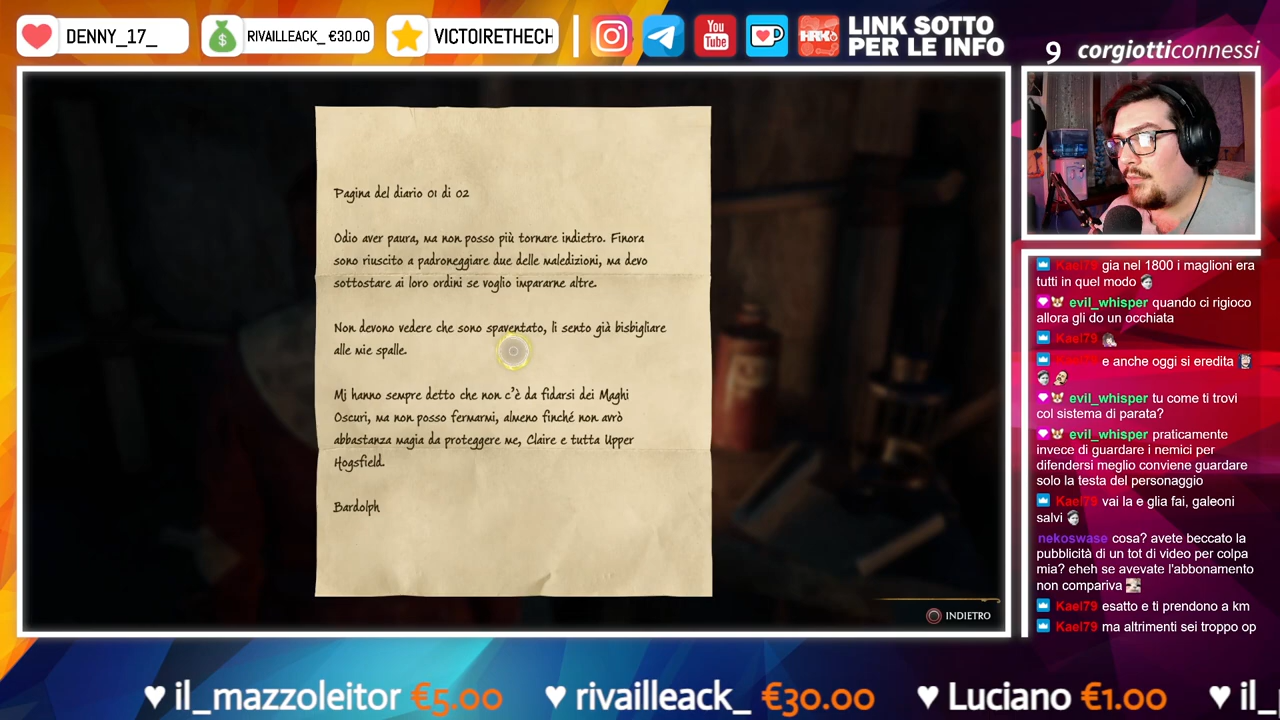 DENNY_17_
RIVAILLEACK_ €30.00
VICTOIRETHECH
You
Tube
HRK
LINK SOTTO
PER LE INFO
9 corgiotticonnessi
Pagina del diario 01 di 02
Odio aver paura, ma non posso più tornare indietro. Finora
sono riuscito a padroneggiare due delle maledizioni, ma devo
sottostare ai loro ordini se voglio impararne altre.
Non devono vedere che sono spaventato, li sento già bisbigliare
alle mie spalle.
Mi hanno sempre detto che non c'è da fidarsi dei Maghi
Oscuri, ma non posso fermarmi, almeno finché non avrò
abbastanza magia da proteggere me, Claire e tutta Upper
Hogsfield.
Bardolph
INDIETRO
Kael79 gia nel 1800 i maglioni era
tutti in quel modo
evil_whisper quando ci rigioco
allora gli do un occhiata
Kael79
e anche oggi si eredita
evil_whisper tu come ti trovi
col sistema di parata?
evil_whisper praticamente
invece di guardare i nemici per
difendersi meglio conviene guardare
solo la testa del personaggio
Kael79 vai la e glia fai, galeoni
salvi
nekoswase cosa? avete beccato la
pubblicità di un tot di video per colpa
mia? eheh se avevate l'abbonamento
non compariva
Kael79 esatto e ti prendono a km
Kael79 ma altrimenti sei troppo op
il_mazzoleitor €5.00 rivailleack_ €30.00 Luciano €1.00 il_